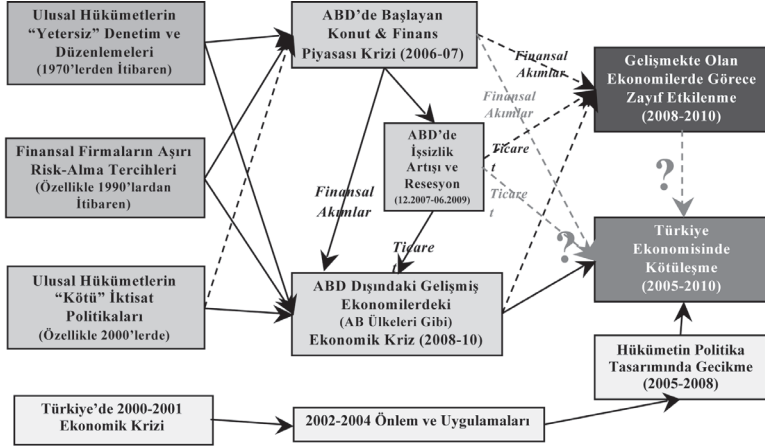 Ulusal Hükümetlerin
“Yetersiz” Denetim ve
Düzenlemeleri
(1970’lerden İtibaren)
ABD’de Başlayan
Konut & Finans
Piyasası Krizi (2006-07)
Finansal
Akımlar
Gelişmekte Olan
Ekonomilerde Görece
Zayıf Etkilenme
(2008-2010)
Finansal
Akımlar
Finansal Firmaların Aşırı
Risk-Alma Tercihleri
(Özellikle 1990’lardan
İtibaren)
ABD’de
İşsizlik
Artışı ve
Resesyon
(12.2007-06.2009)
Ticare
t
?
Finansal
Akımlar
Ticare
t
Türkiye
Ekonomisinde
Kötüleşme
(2005-2010)
?
Ticare
t
Ulusal Hükümetlerin
“Kötü” İktisat
Politikaları
(Özellikle 2000’lerde)
ABD Dışındaki Gelişmiş
Ekonomilerdeki
(AB Ülkeleri Gibi)
Ekonomik Kriz (2008-10)
Hükümetin Politika
Tasarımında Gecikme
(2005-2008)
Türkiye’de 2000-2001
Ekonomik Krizi
2002-2004 Önlem ve Uygulamaları